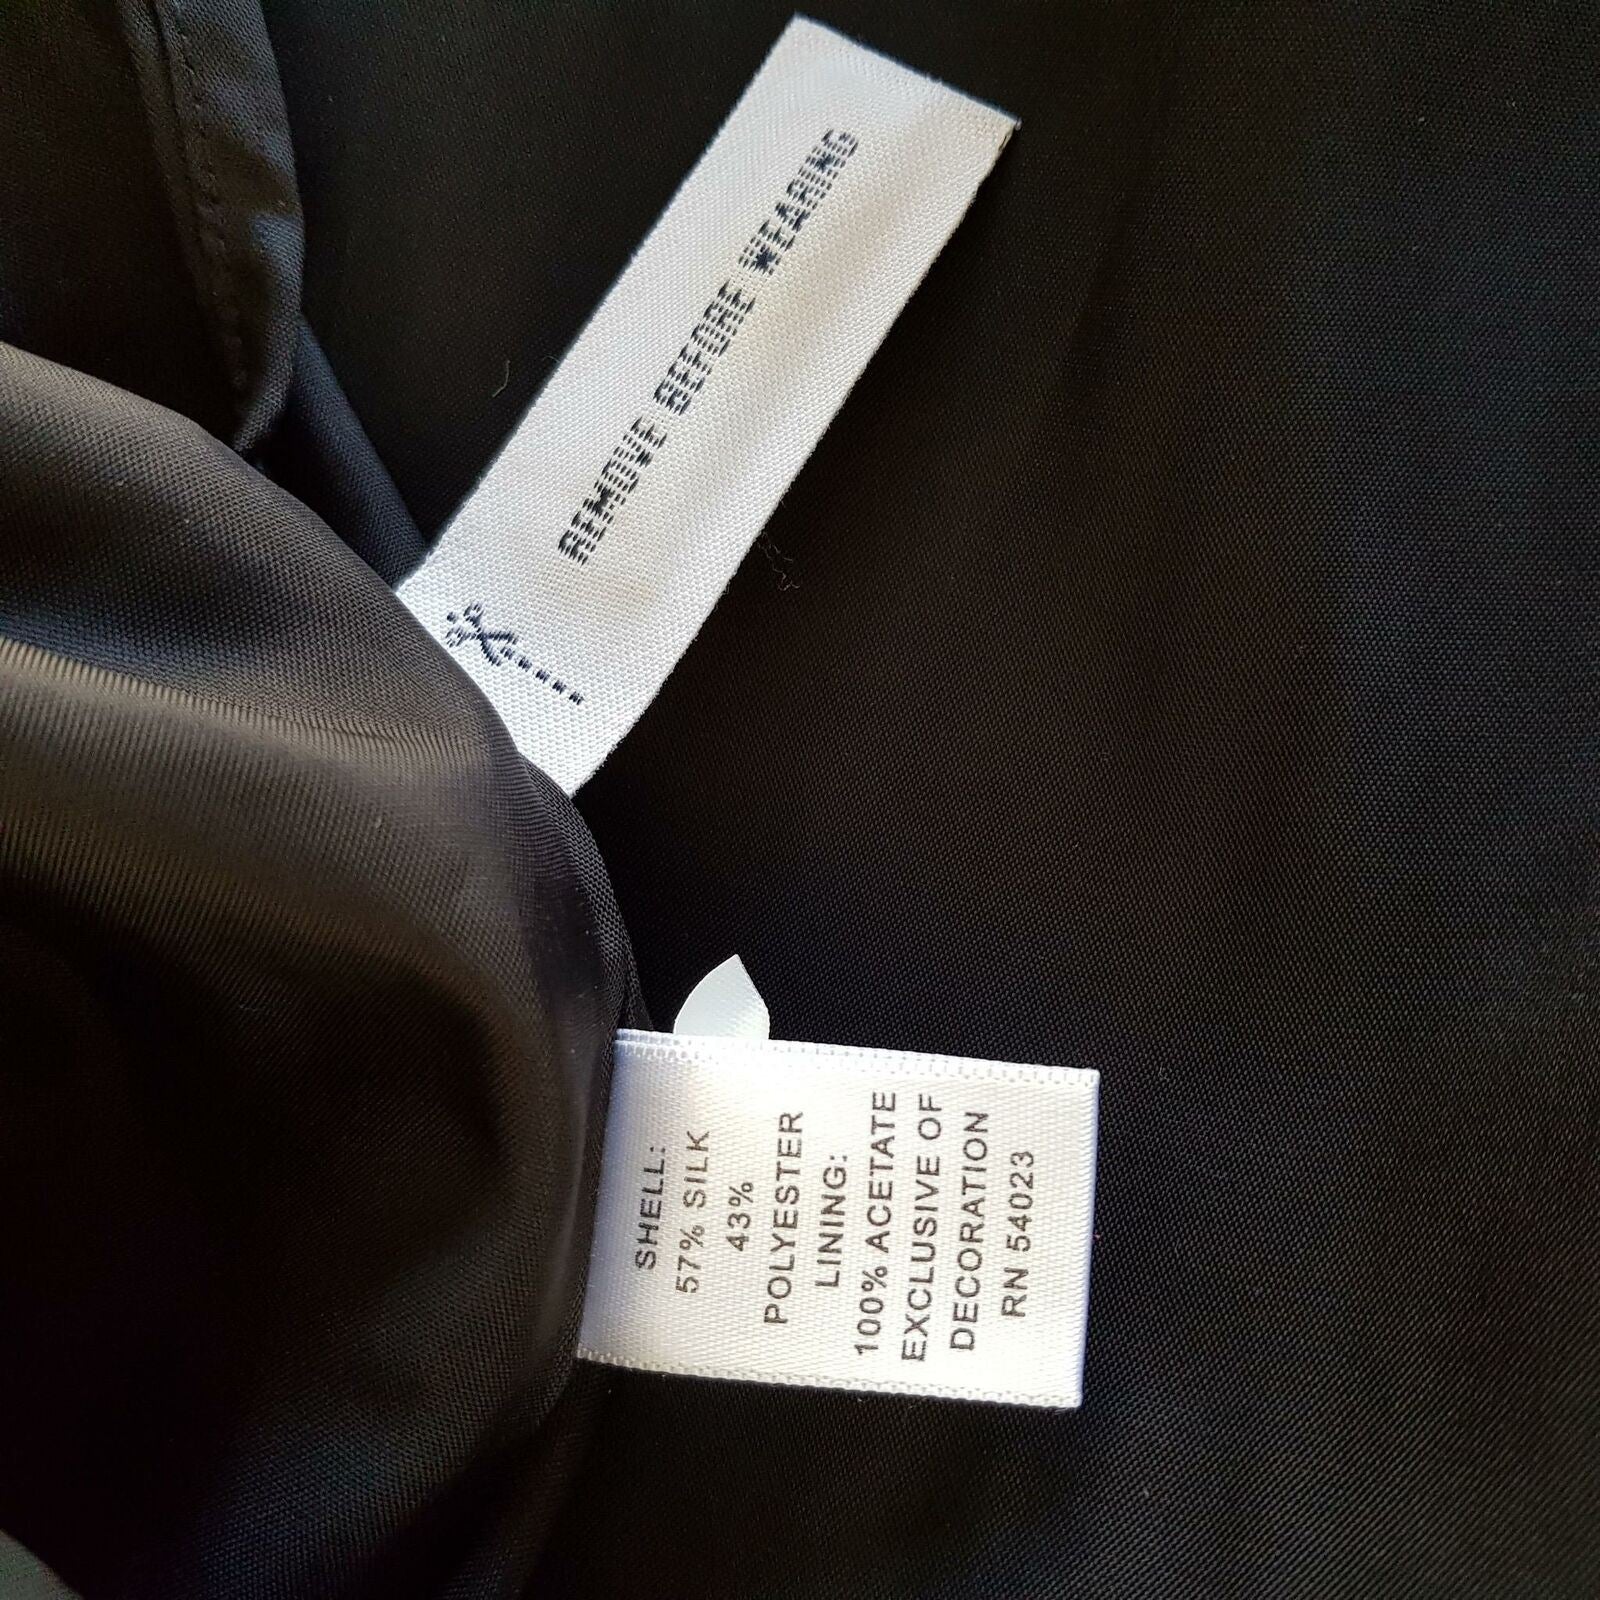 REMOVE BEFORE WEARING
SHELL:
57% SILK
43%
POLYESTER
LINING:
100% ACETATE
EXCLUSIVE OF
DECORATION
RN 54023